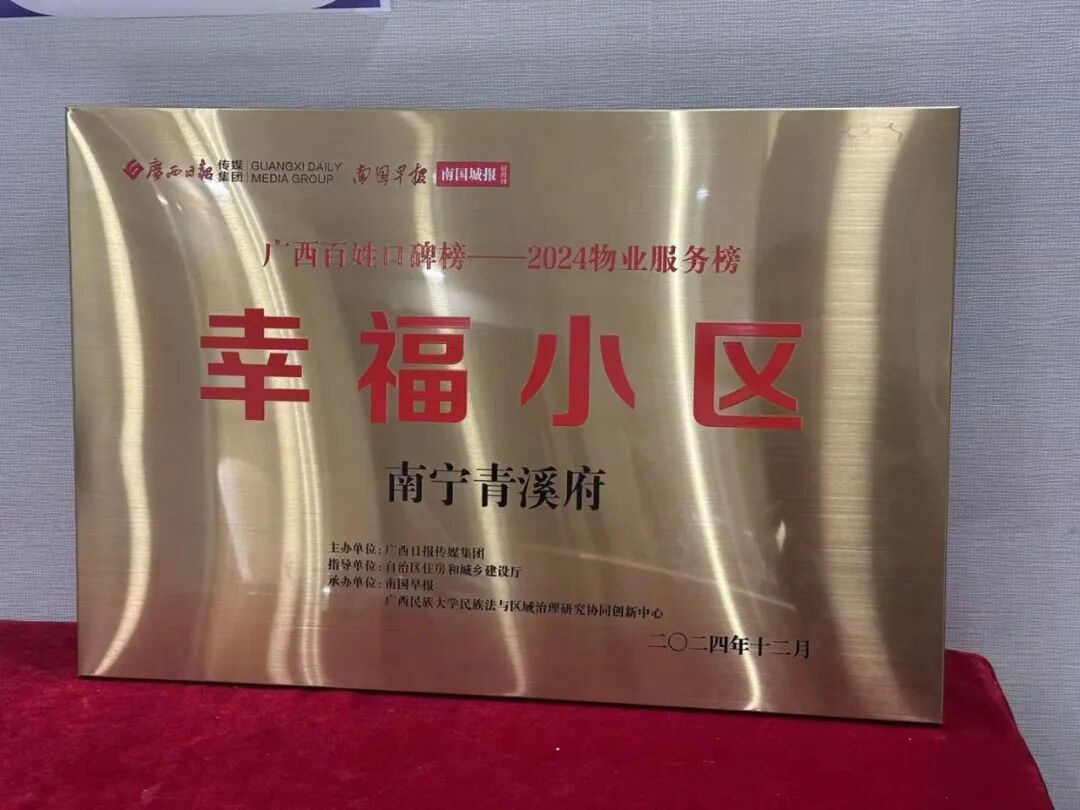 广西日报 传媒集团 GUANGXI DAILY MEDIA GROUP 南国早报 南国城报
广西百姓口碑榜——2024物业服务榜
幸福小区
南宁青溪府
主办单位：广西日报传媒集团
指导单位：自治区住房和城乡建设厅
承办单位：南国早报
广西民族大学民族法与区域治理研究协同创新中心
二〇二四年十二月